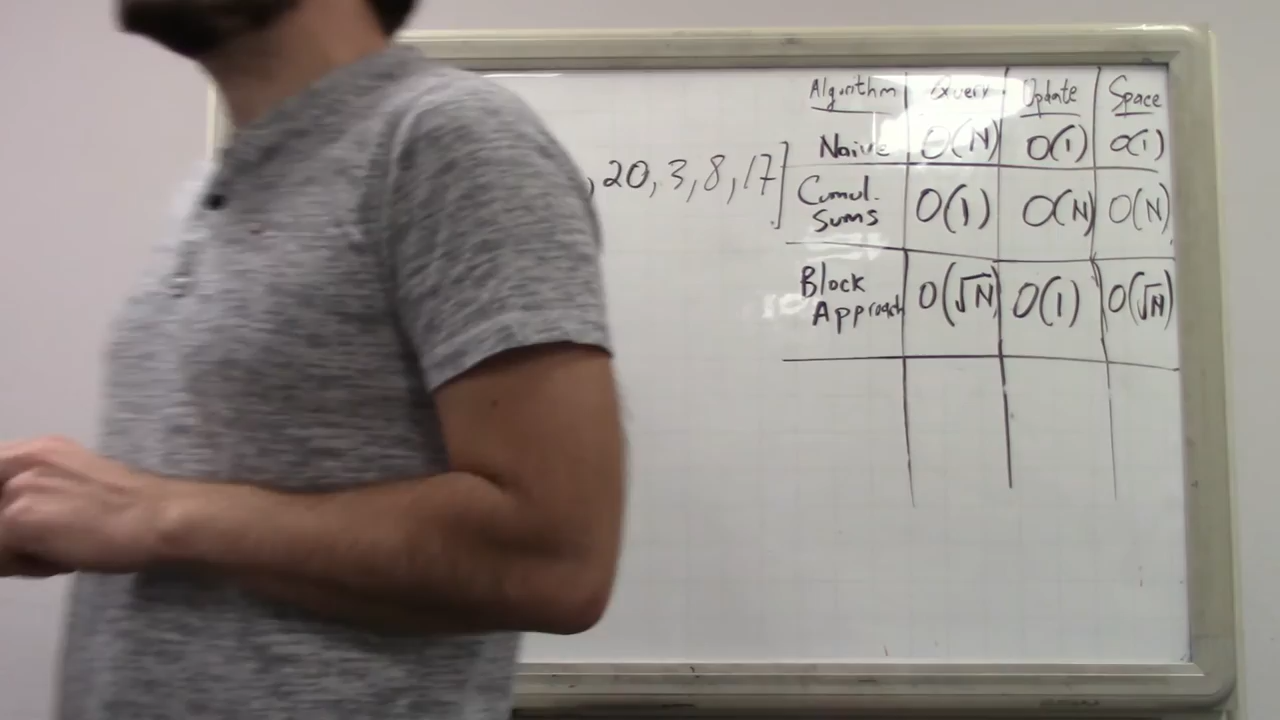 Algorithm Query Update Space
Naive O(N) O(1) O(1)
, 20, 3, 8, 17]
Cumul. Sums O(1) O(N) O(N)
Block Approach O(√N) O(1) O(√N)